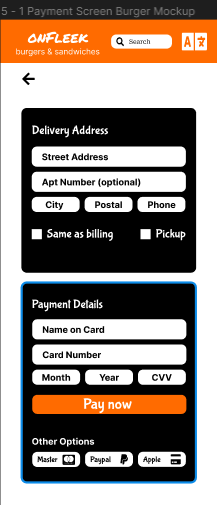 5 - 1 Payment Screen Burger Mockup
ONFLEEK
burgers & sandwiches
Search
A
Delivery Address
Street Address
Apt Number (optional)
City Postal Phone
Same as billing Pickup
Payment Details
Name on Card
Card Number
Month Year CVV
Pay now
Other Options
Master Paypal Apple